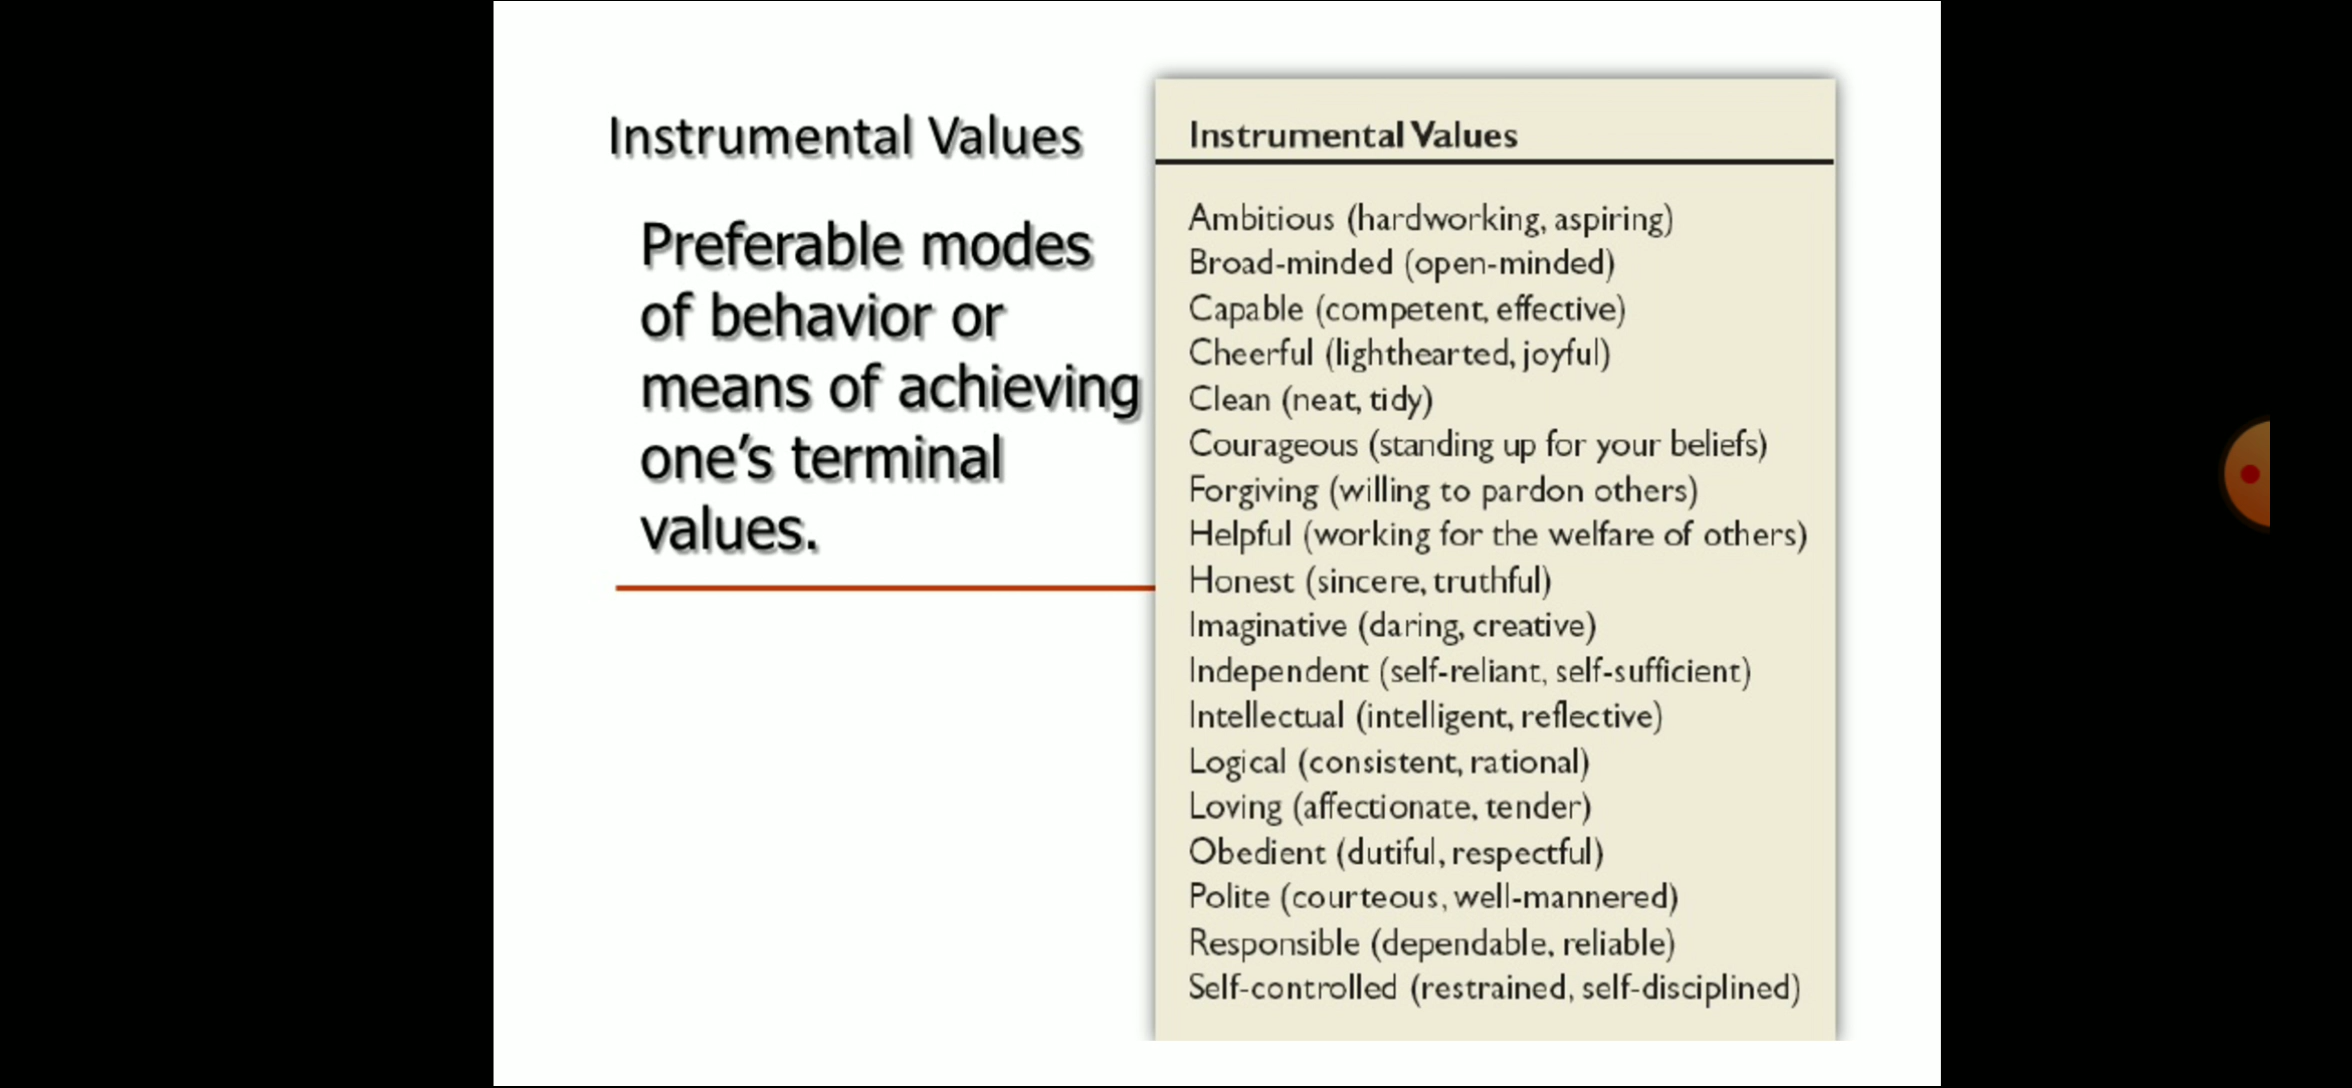 Instrumental Values
Preferable modes
of behavior or
means of achieving
one’s terminal
values.
Instrumental Values
Ambitious (hardworking, aspiring)
Broad-minded (open-minded)
Capable (competent, effective)
Cheerful (lighthearted, joyful)
Clean (neat, tidy)
Courageous (standing up for your beliefs)
Forgiving (willing to pardon others)
Helpful (working for the welfare of others)
Honest (sincere, truthful)
Imaginative (daring, creative)
Independent (self-reliant, self-sufficient)
Intellectual (intelligent, reflective)
Logical (consistent, rational)
Loving (affectionate, tender)
Obedient (dutiful, respectful)
Polite (courteous, well-mannered)
Responsible (dependable, reliable)
Self-controlled (restrained, self-disciplined)